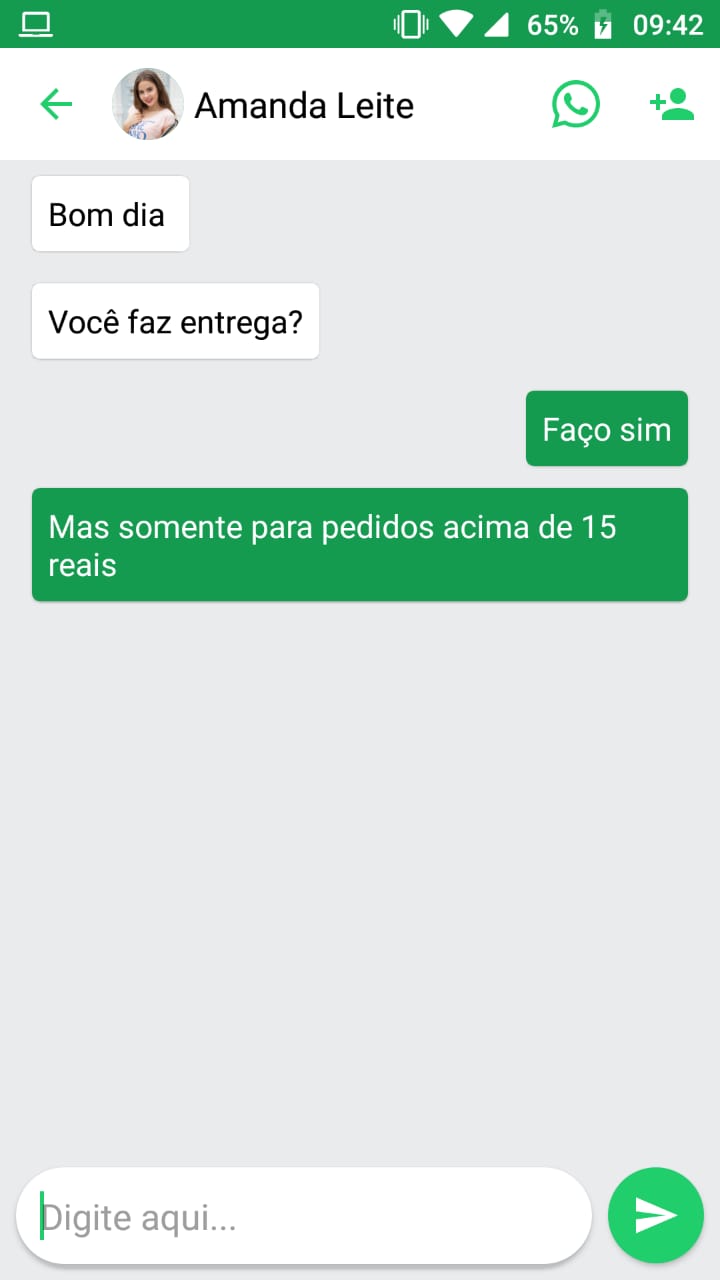 65% 09:42
Amanda Leite
Bom dia
Você faz entrega?
Faço sim
Mas somente para pedidos acima de 15
reais
Digite aqui...